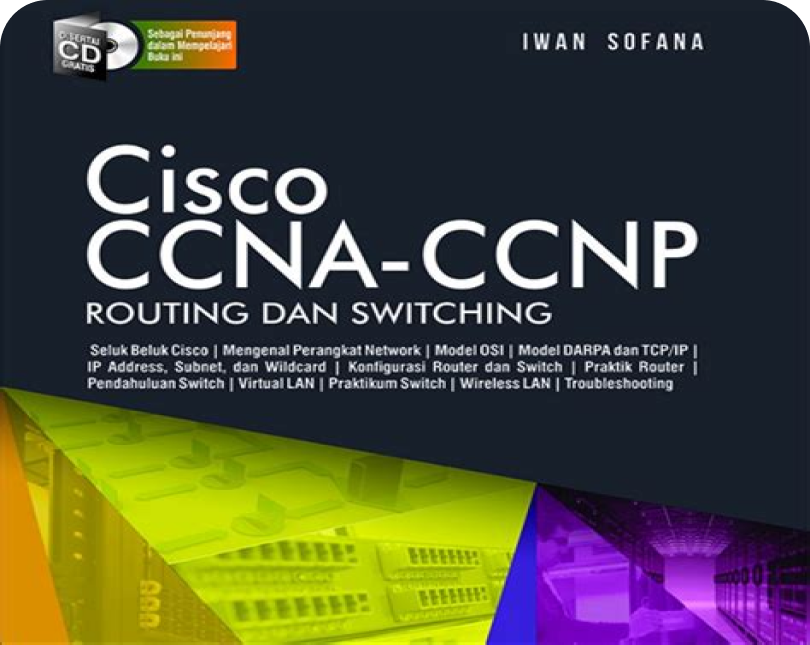 DISERTAI
CD
GRATIS
Sebagai Penunjang
dalam Mempelajari
Buku ini
IWAN SOFANA
Cisco
CCNA-CCNP
ROUTING DAN SWITCHING
Seluk Beluk Cisco | Mengenal Perangkat Network | Model OSI | Model DARPA dan TCP/IP |
IP Address, Subnet, dan Wildcard | Konfigurasi Router dan Switch | Praktik Router |
Pendahuluan Switch | Virtual LAN | Praktikum Switch | Wireless LAN | Troubleshooting